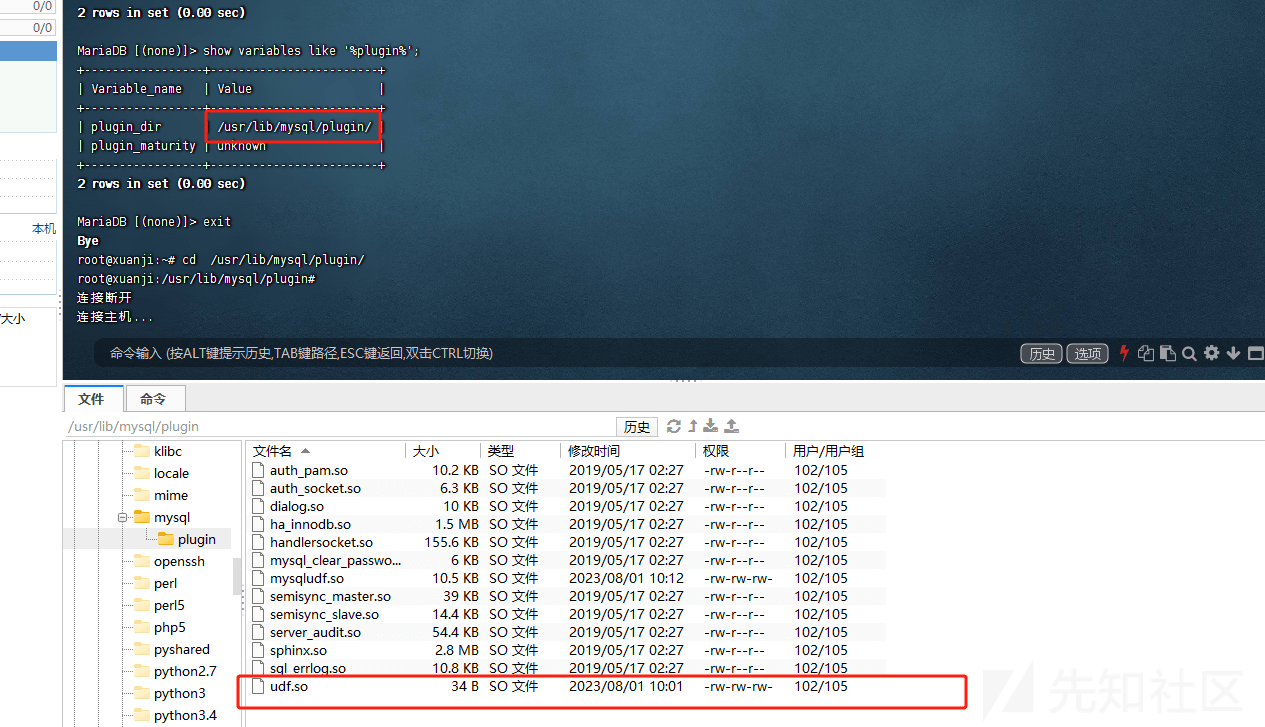 0/0
0/0
本机
/大小
2 rows in set (0.00 sec)
MariaDB [(none)]> show variables like '%plugin%';
+-----------------+------------------------+
| Variable_name | Value |
+-----------------+------------------------+
| plugin_dir | /usr/lib/mysql/plugin/ |
| plugin_maturity | unknown |
+-----------------+------------------------+
2 rows in set (0.00 sec)
MariaDB [(none)]> exit
Bye
root@xuanji:~# cd /usr/lib/mysql/plugin/
root@xuanji:/usr/lib/mysql/plugin#
连接断开
连接主机...
命令输入 (按ALT键提示历史,TAB键路径,ESC键返回,双击CTRL切换) 历史 选项
文件 命令
/usr/lib/mysql/plugin 历史
klibc
locale
mime
mysql
plugin
openssh
perl
perl5
php5
pyshared
python2.7
python3
python3.4
文件名 大小 类型 修改时间 权限 用户/用户组
auth_pam.so 10.2 KB SO 文件 2019/05/17 02:27 -rw-r--r-- 102/105
auth_socket.so 6.3 KB SO 文件 2019/05/17 02:27 -rw-r--r-- 102/105
dialog.so 10 KB SO 文件 2019/05/17 02:27 -rw-r--r-- 102/105
ha_innodb.so 1.5 MB SO 文件 2019/05/17 02:27 -rw-r--r-- 102/105
handlersocket.so 155.6 KB SO 文件 2019/05/17 02:27 -rw-r--r-- 102/105
mysql_clear_passwo... 6 KB SO 文件 2019/05/17 02:27 -rw-r--r-- 102/105
mysqludf.so 10.5 KB SO 文件 2023/08/01 10:12 -rw-rw-rw- 102/105
semisync_master.so 39 KB SO 文件 2019/05/17 02:27 -rw-r--r-- 102/105
semisync_slave.so 14.4 KB SO 文件 2019/05/17 02:27 -rw-r--r-- 102/105
server_audit.so 54.4 KB SO 文件 2019/05/17 02:27 -rw-r--r-- 102/105
sphinx.so 2.8 MB SO 文件 2019/05/17 02:27 -rw-r--r-- 102/105
sql_errlog.so 10.8 KB SO 文件 2019/05/17 02:27 -rw-r--r-- 102/105
udf.so 34 B SO 文件 2023/08/01 10:01 -rw-rw-rw- 102/105
先知社区